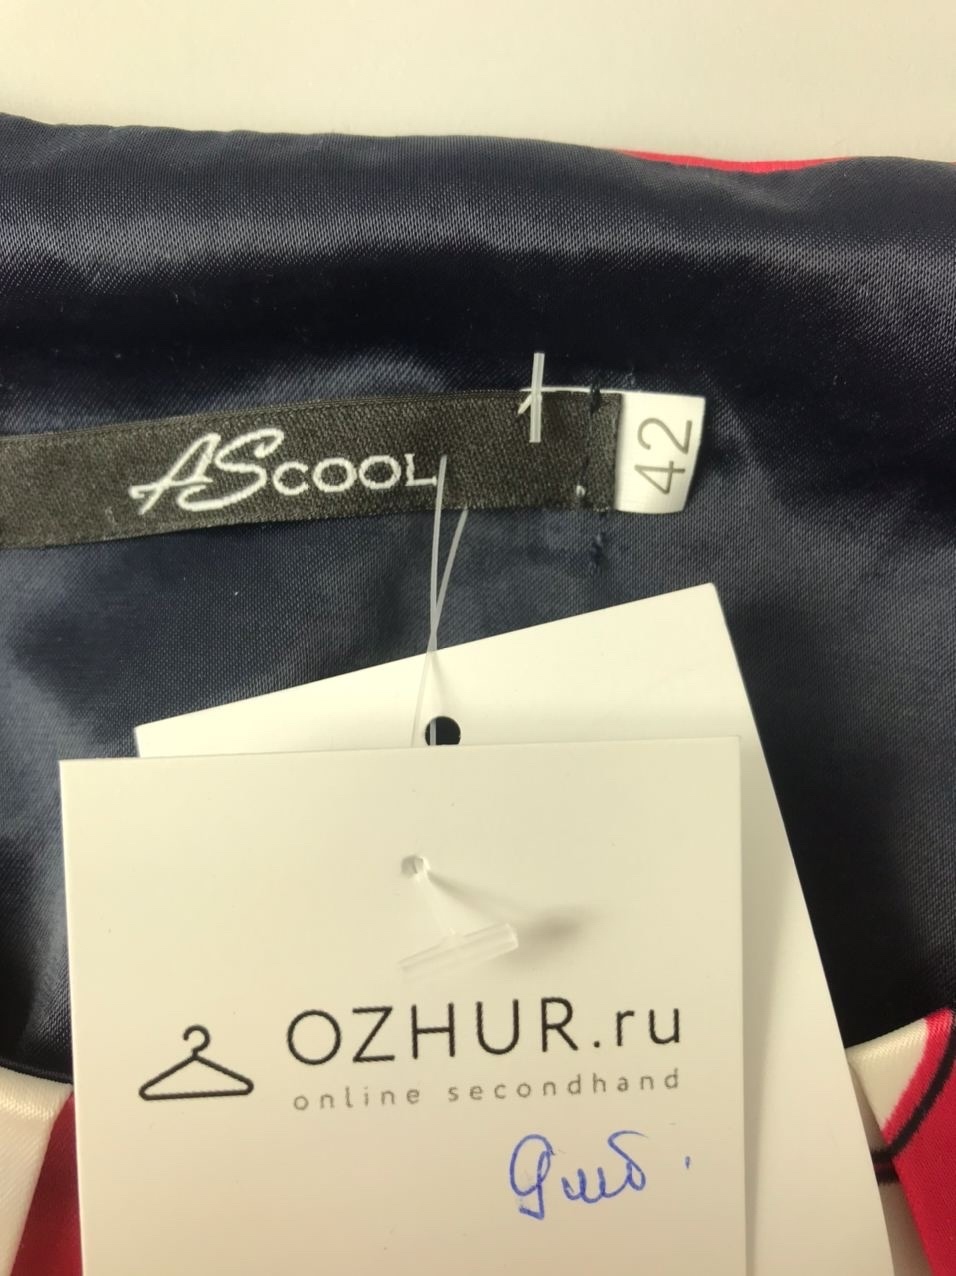 AScool
42
OZHUR.ru
online secondhand